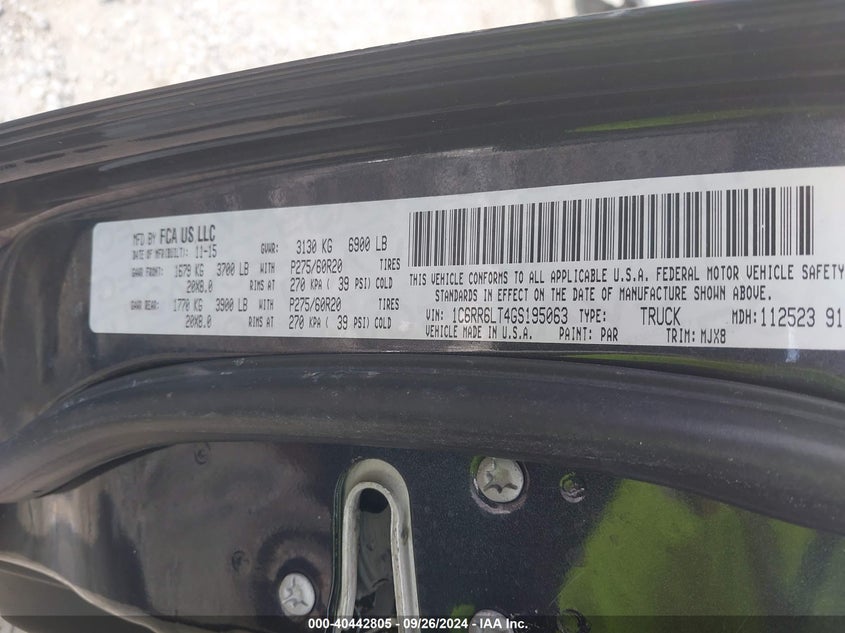 MFD BY FCA US LLC
DATE OF MFR(BUILT): 11-15 GVWR: 3130 KG 6900 LB
GAWR FRONT: 1679 KG 3700 LB WITH P275/60R20 TIRES
20X8.0 RIMS AT 270 KPA ( 39 PSI) COLD
GAWR REAR: 1770 KG 3900 LB WITH P275/60R20 TIRES
20X8.0 RIMS AT 270 KPA ( 39 PSI) COLD
THIS VEHICLE CONFORMS TO ALL APPLICABLE U.S.A. FEDERAL MOTOR VEHICLE SAFETY
STANDARDS IN EFFECT ON THE DATE OF MANUFACTURE SHOWN ABOVE.
VIN: 1C6RR6LT4GS195063 TYPE: TRUCK MDH: 112523 91
VEHICLE MADE IN U.S.A. PAINT: PAR TRIM: MJX8
000-40442805 - 09/26/2024 - IAA Inc.